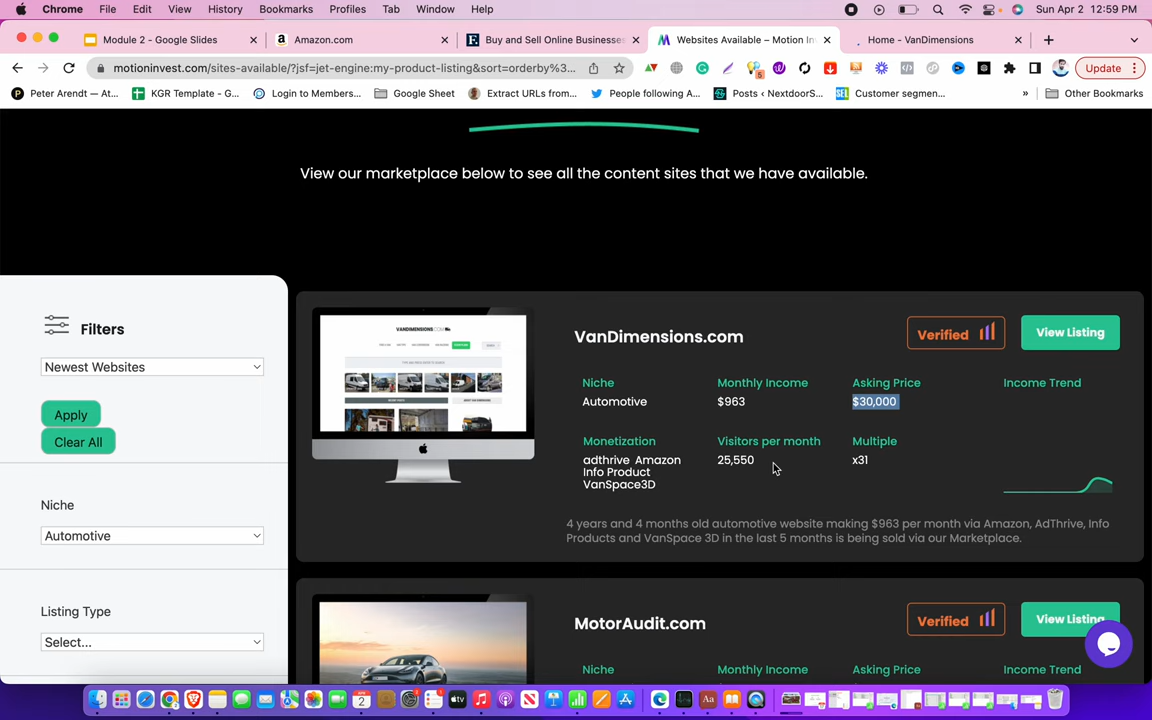 Chrome File Edit View History Bookmarks Profiles Tab Window Help Sun Apr 2 12:59 PM
Module 2 - Google Slides Amazon.com Buy and Sell Online Businesses Websites Available – Motion In Home - VanDimensions
motioninvest.com/sites-available/?jsf=jet-engine:my-product-listing&sort=orderby%3... Update
Peter Arendt — At... KGR Template - G... Login to Members... Google Sheet Extract URLs from... People following A... Posts ‹ NextdoorS... Customer segmen... » Other Bookmarks
View our marketplace below to see all the content sites that we have available.
Filters
Newest Websites
Apply
Clear All
Niche
Automotive
Listing Type
Select...
VANDIMENSIONS.COM
VanDimensions.com Verified View Listing
Niche Monthly Income Asking Price Income Trend
Automotive $963 $30,000
Monetization Visitors per month Multiple
adthrive Amazon 25,550 x31
Info Product
VanSpace3D
4 years and 4 months old automotive website making $963 per month via Amazon, AdThrive, Info
Products and VanSpace 3D in the last 5 months is being sold via our Marketplace.
MotorAudit.com Verified View Listing
Niche Monthly Income Asking Price Income Trend